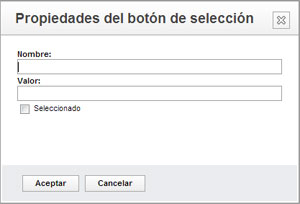 Propiedades del botón de selección
Nombre:
Valor:
Seleccionado
Aceptar Cancelar